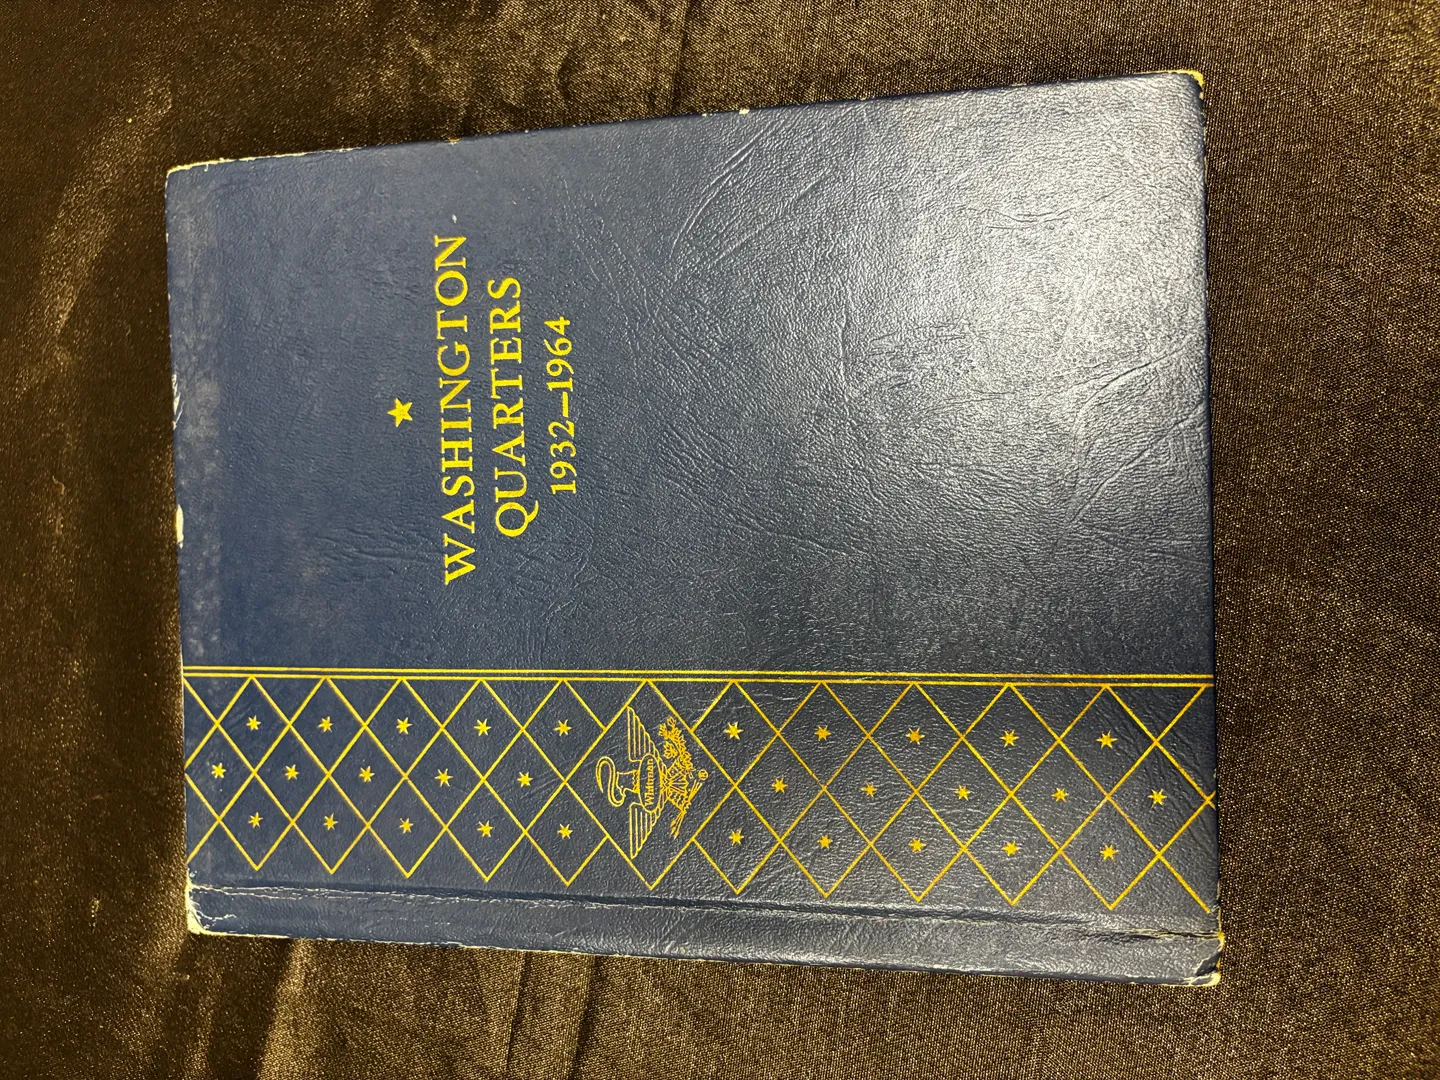 WASHINGTON
QUARTERS
1932–1964
Whitman
®